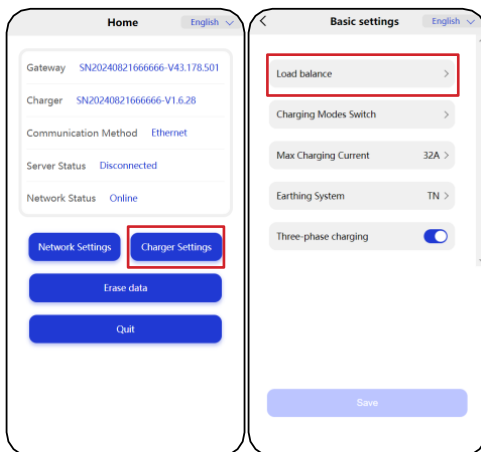 Home
English
Gateway SN20240821666666-V43.178.501
Charger SN20240821666666-V1.6.28
Communication Method Ethernet
Server Status Disconnected
Network Status Online
Network Settings
Charger Settings
Erase data
Quit
Basic settings
English
Load balance
Charging Modes Switch
Max Charging Current 32A
Earthing System TN
Three-phase charging
Save